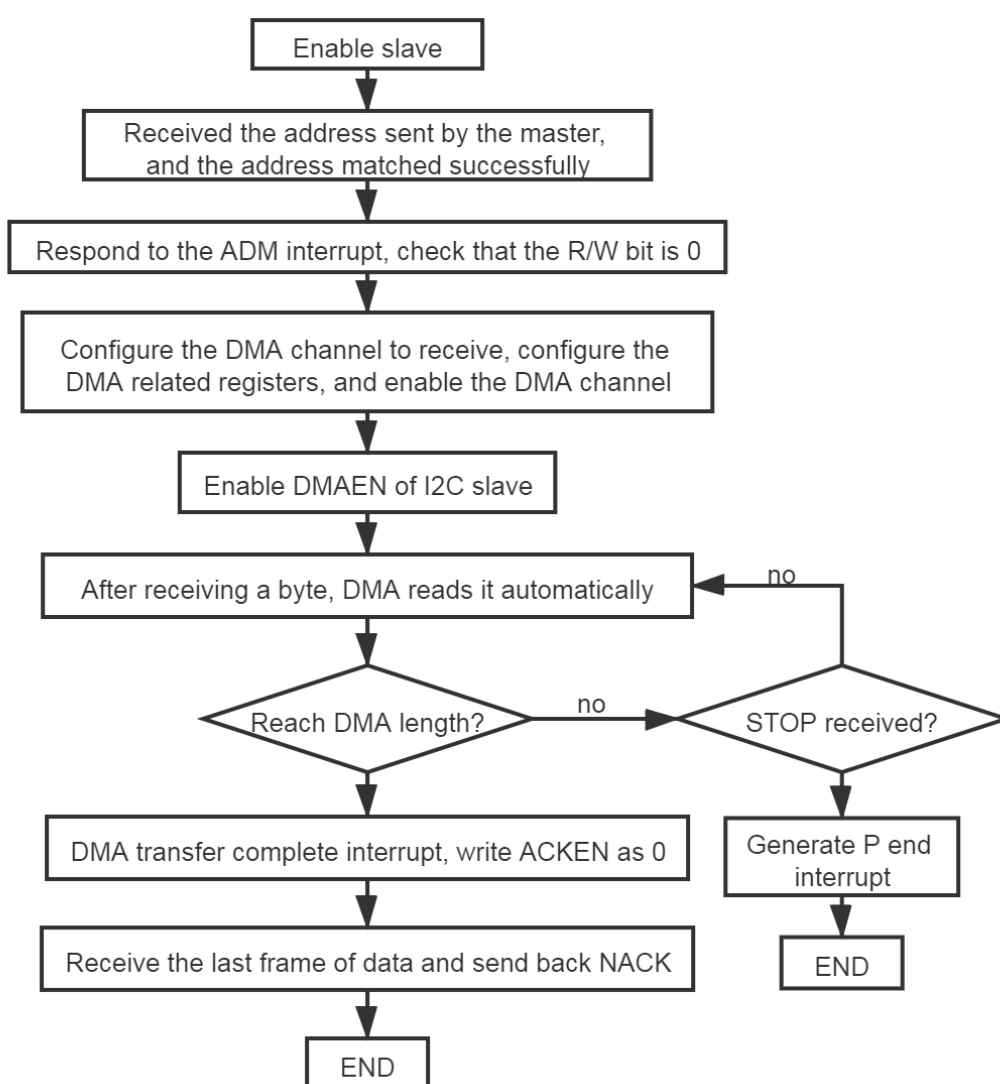 Enable slave
Received the address sent by the master,
and the address matched successfully
Respond to the ADM interrupt, check that the R/W bit is 0
Configure the DMA channel to receive, configure the
DMA related registers, and enable the DMA channel
Enable DMAEN of I2C slave
After receiving a byte, DMA reads it automatically
no
Reach DMA length?
no
STOP received?
DMA transfer complete interrupt, write ACKEN as 0
Generate P end
interrupt
Receive the last frame of data and send back NACK
END
END